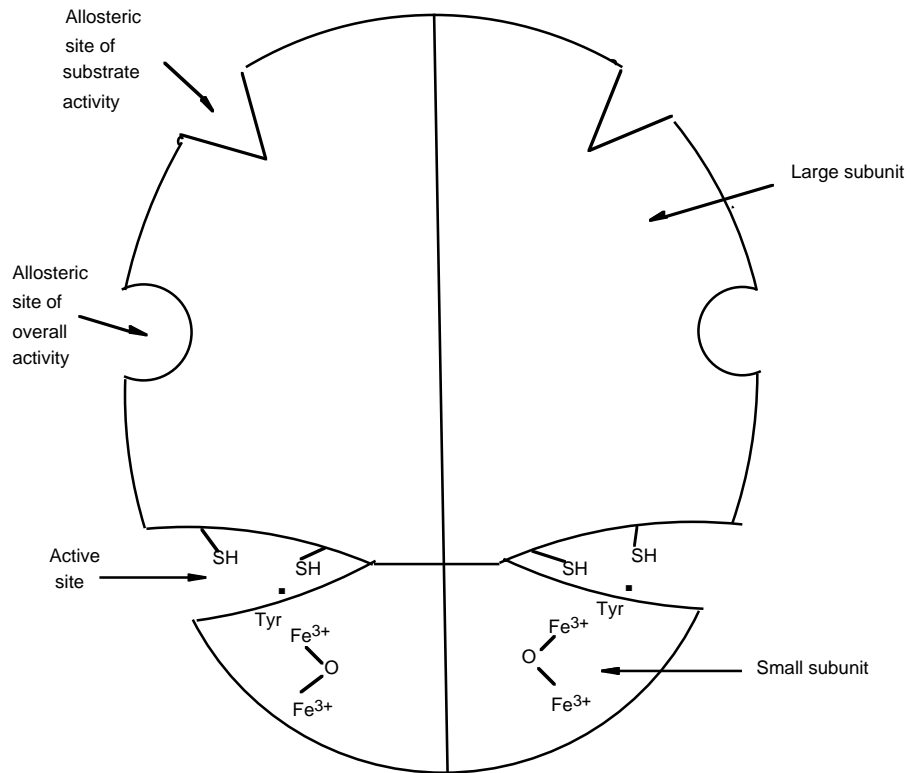 Allosteric
site of
substrate
activity
Large subunit
Allosteric
site of
overall
activity
Active
site
SH
SH
SH
SH
Tyr
Tyr
Fe3+
O
Fe3+
Fe3+
O
Fe3+
Small subunit